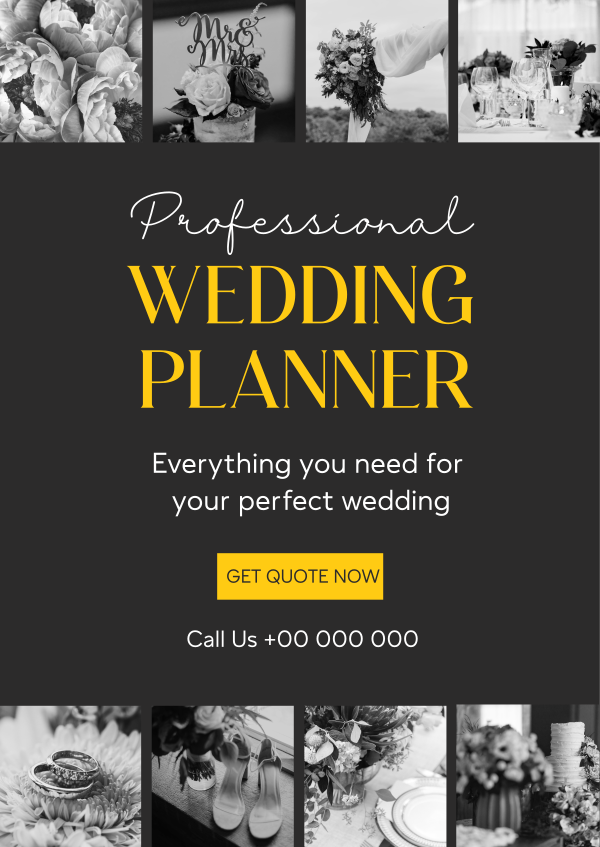 Mr&
Mrs
Professional
WEDDING
PLANNER
Everything you need for
your perfect wedding
GET QUOTE NOW
Call Us +00 000 000